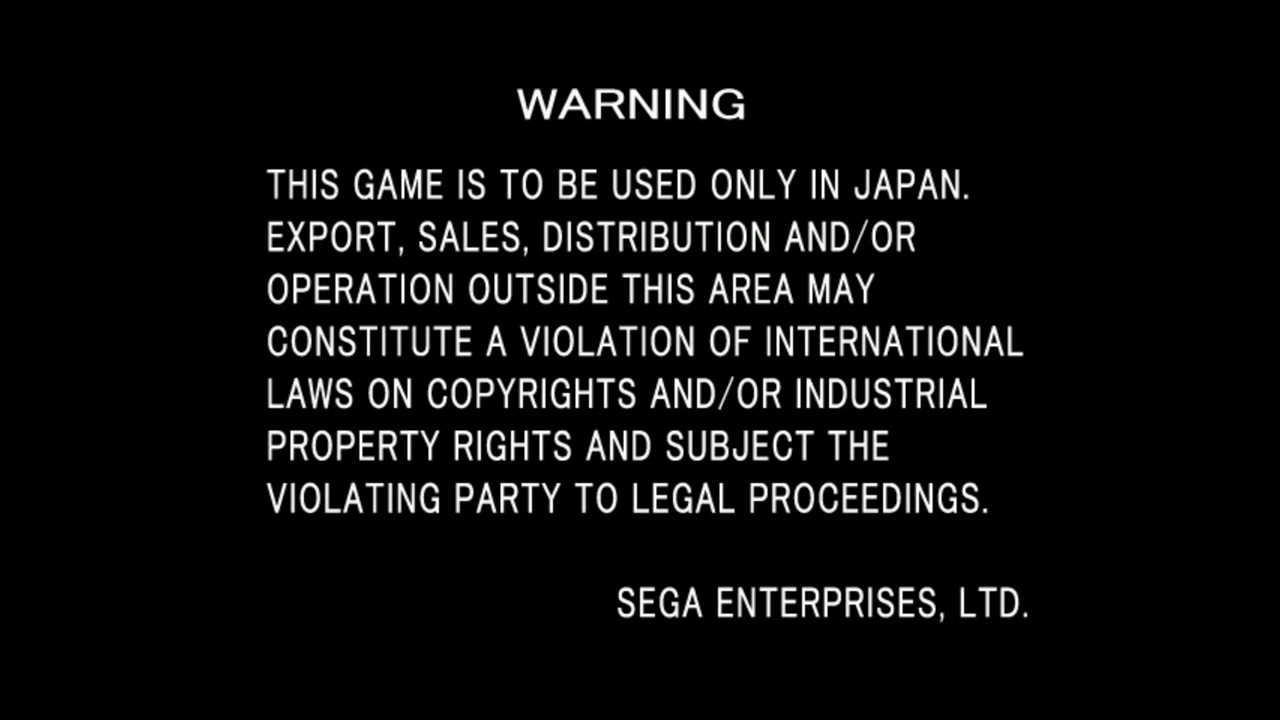 WARNING
THIS GAME IS TO BE USED ONLY IN JAPAN.
EXPORT, SALES, DISTRIBUTION AND/OR
OPERATION OUTSIDE THIS AREA MAY
CONSTITUTE A VIOLATION OF INTERNATIONAL
LAWS ON COPYRIGHTS AND/OR INDUSTRIAL
PROPERTY RIGHTS AND SUBJECT THE
VIOLATING PARTY TO LEGAL PROCEEDINGS.
SEGA ENTERPRISES, LTD.